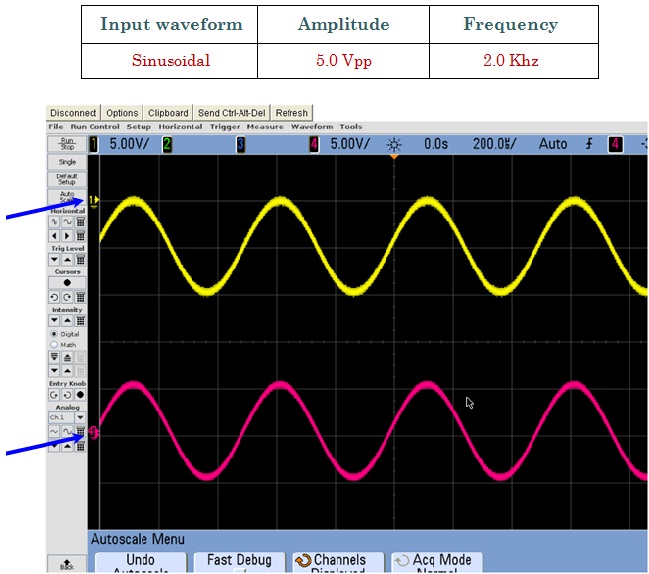 Input waveform Amplitude Frequency
Sinusoidal 5.0 Vpp 2.0 Khz
Disconnect Options Clipboard Send Ctrl-Alt-Del Refresh
File Run Control Setup Horizontal Trigger Measure Waveform Tools
Run
Stop
1 5.00V/ 2 3 4 5.00V/ 0.0s 200.0㎲/ Auto 4
Single
Default
Setup
Auto
1
Horizontal
Trig Level
Cursors
Intensity
Digital
Math
Entry Knob
Analog
Ch 1
Autoscale Menu
Undo Fast Debug Channels Acq Mode
Autoscale Displayed Normal
Back